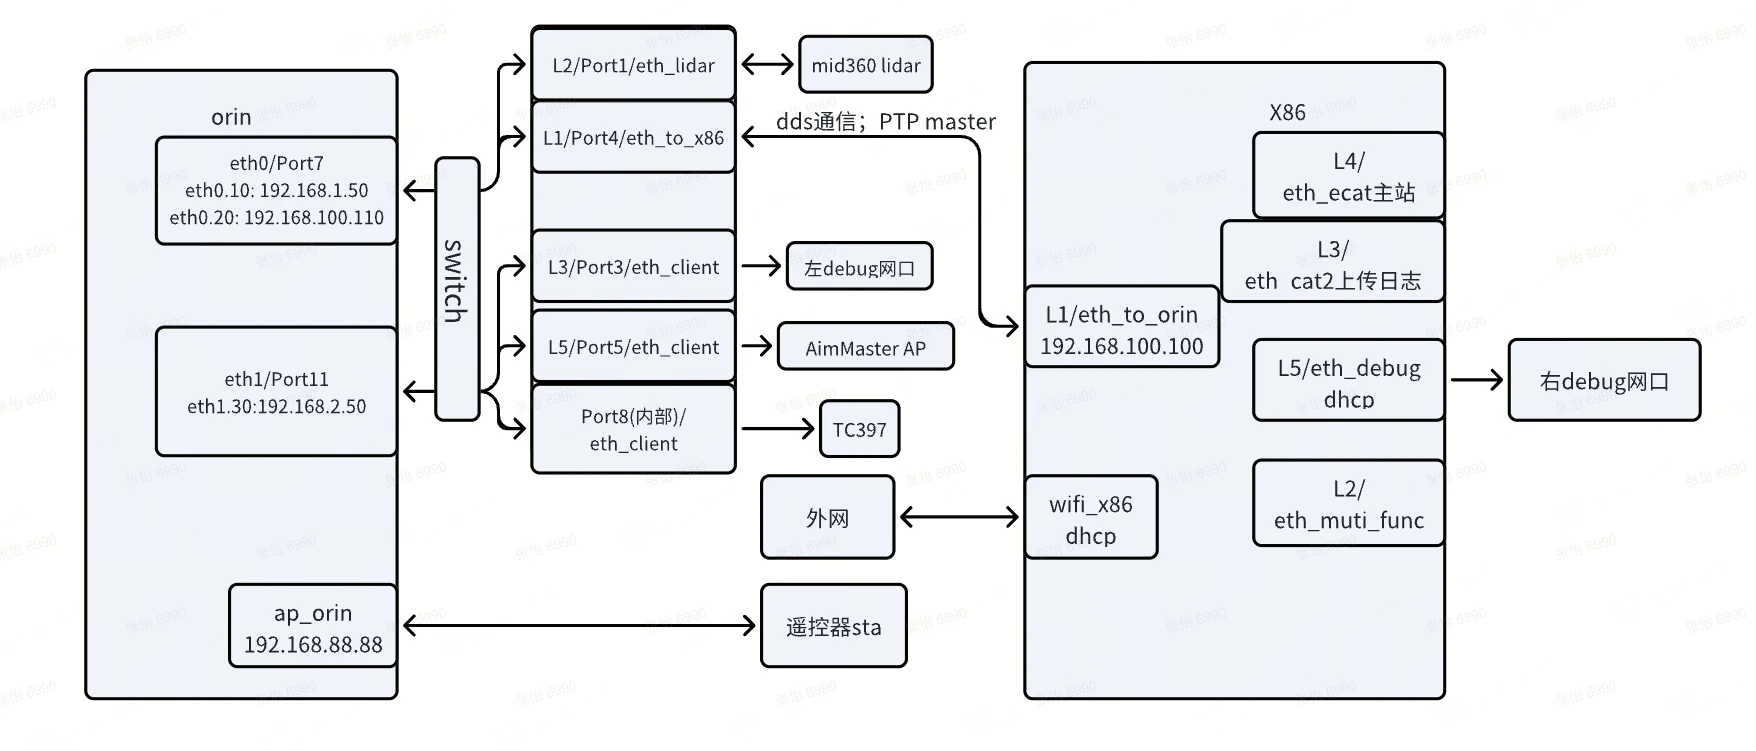 orin
eth0/Port7
eth0.10: 192.168.1.50
eth0.20: 192.168.100.110
eth1/Port11
eth1.30:192.168.2.50
ap_orin
192.168.88.88
switch
L2/Port1/eth_lidar
L1/Port4/eth_to_x86
L3/Port3/eth_client
L5/Port5/eth_client
Port8(内部)/
eth_client
mid360 lidar
dds通信；PTP master
左debug网口
AimMaster AP
TC397
外网
遥控器sta
X86
L4/
eth_ecat主站
L3/
eth_cat2上传日志
L1/eth_to_orin
192.168.100.100
L5/eth_debug
dhcp
wifi_x86
dhcp
L2/
eth_muti_func
右debug网口
张怡 6990